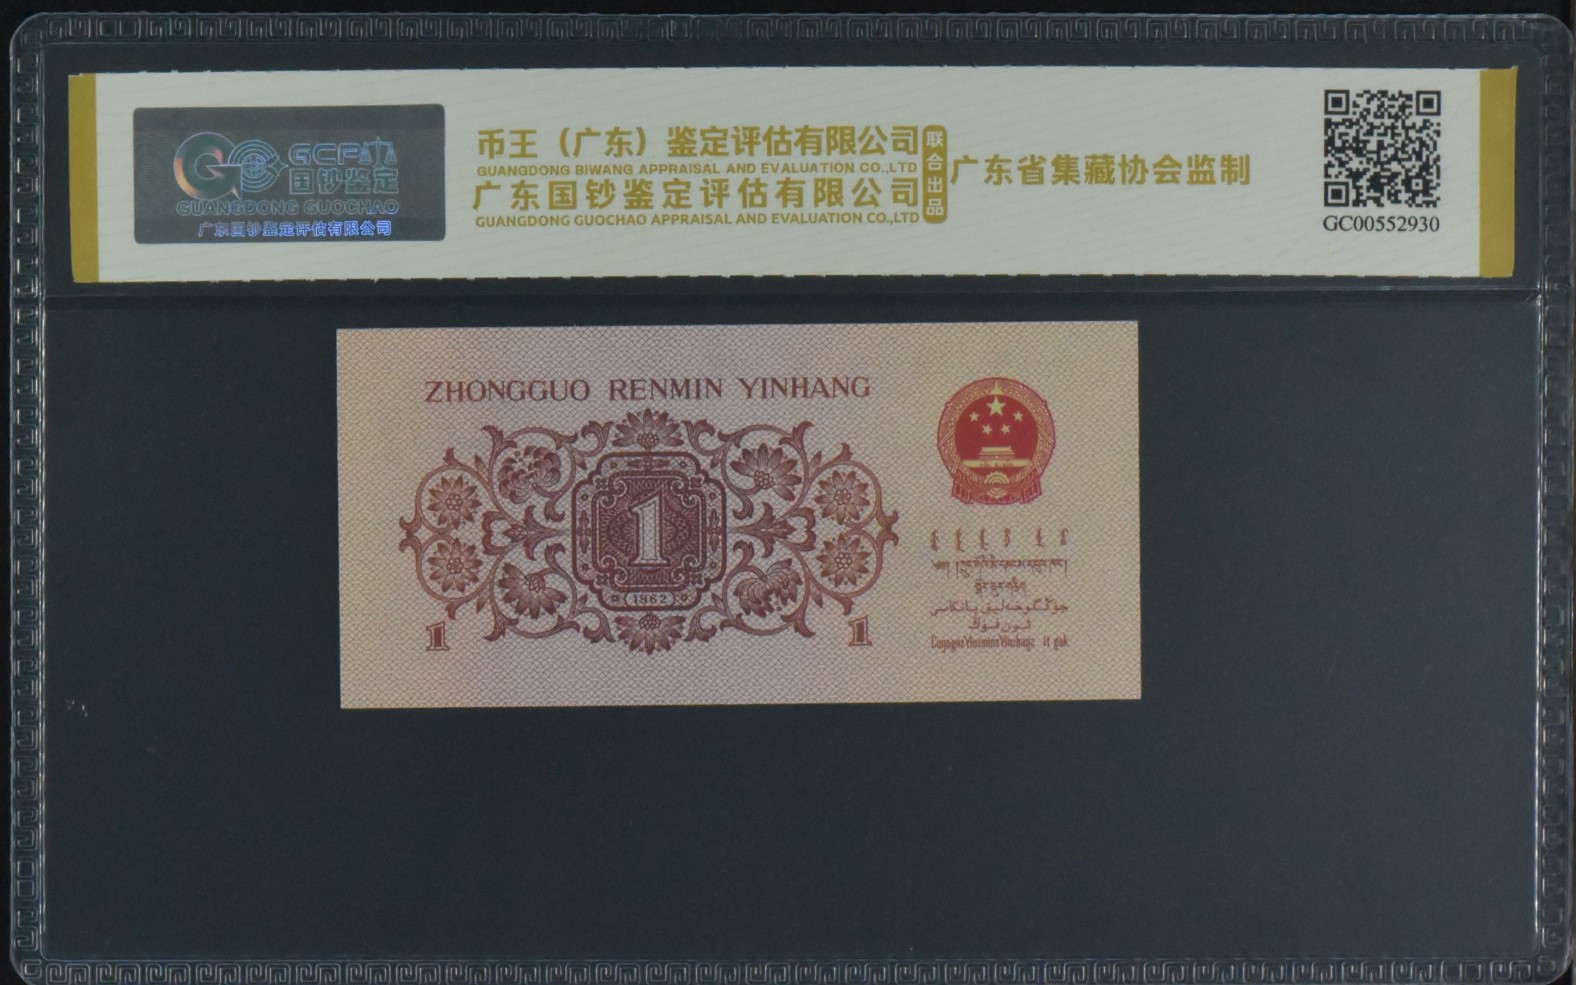 GCPA
国钞鉴定
GUANGDONG GUOCHAO
广东国钞鉴定评估有限公司
币王（广东）鉴定评估有限公司
GUANGDONG BIWANG APPRAISAL AND EVALUATION CO.,LTD
广东国钞鉴定评估有限公司
GUANGDONG GUOCHAO APPRAISAL AND EVALUATION CO.,LTD
联合出品
广东省集藏协会监制
GC00552930
ZHONGGUO RENMIN YINHANG
1
(1962)
1
1